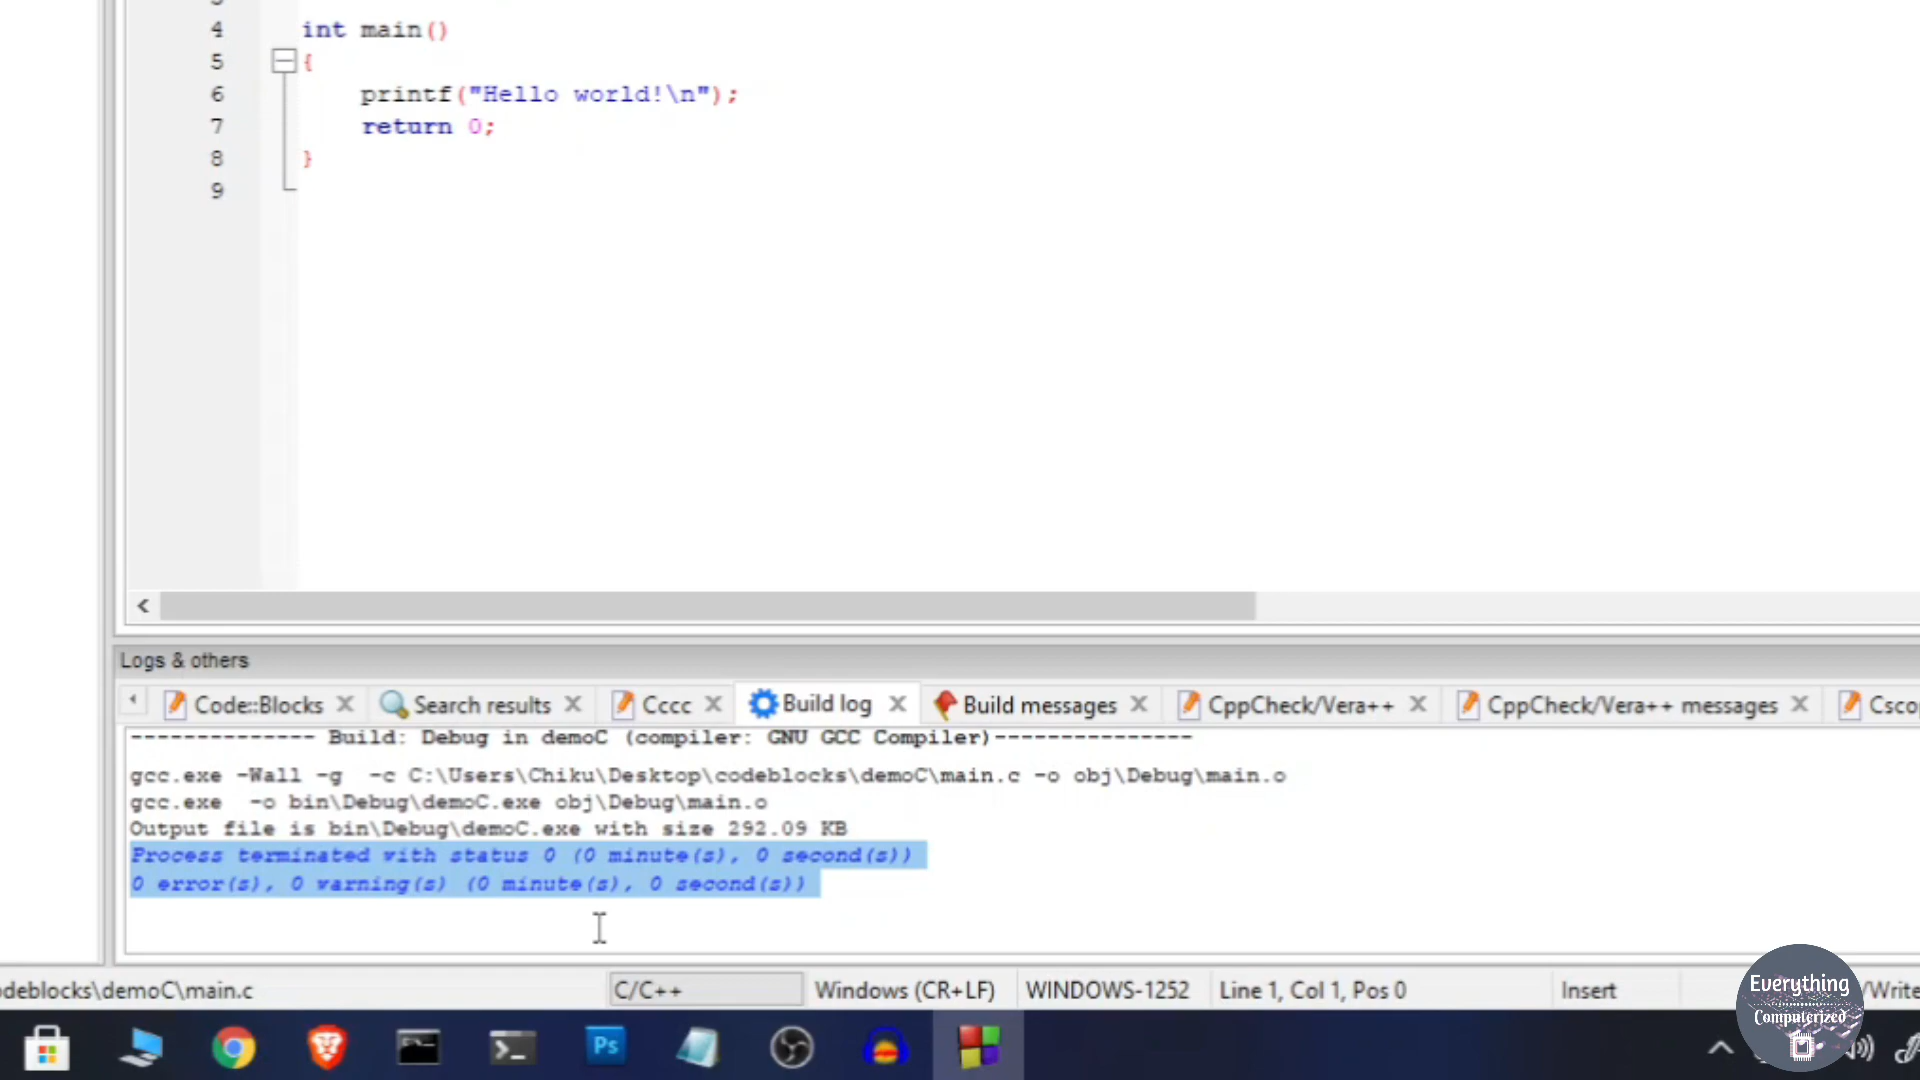 4 int main()
5 {
6 printf("Hello world!\n");
7 return 0;
8 }
9
Logs & others
Code::Blocks Search results Cccc Build log Build messages CppCheck/Vera++ CppCheck/Vera++ messages
-------------- Build: Debug in demoC (compiler: GNU GCC Compiler)---------------
gcc.exe -Wall -g  -c C:\Users\Chiku\Desktop\codeblocks\demoC\main.c -o obj\Debug\main.o
gcc.exe  -o bin\Debug\demoC.exe obj\Debug\main.o
Output file is bin\Debug\demoC.exe with size 292.09 KB
Process terminated with status 0 (0 minute(s), 0 second(s))
0 error(s), 0 warning(s) (0 minute(s), 0 second(s))
deblocks\demoC\main.c C/C++ Windows (CR+LF) WINDOWS-1252 Line 1, Col 1, Pos 0 Insert /Write
Everything
Computerized
Ps